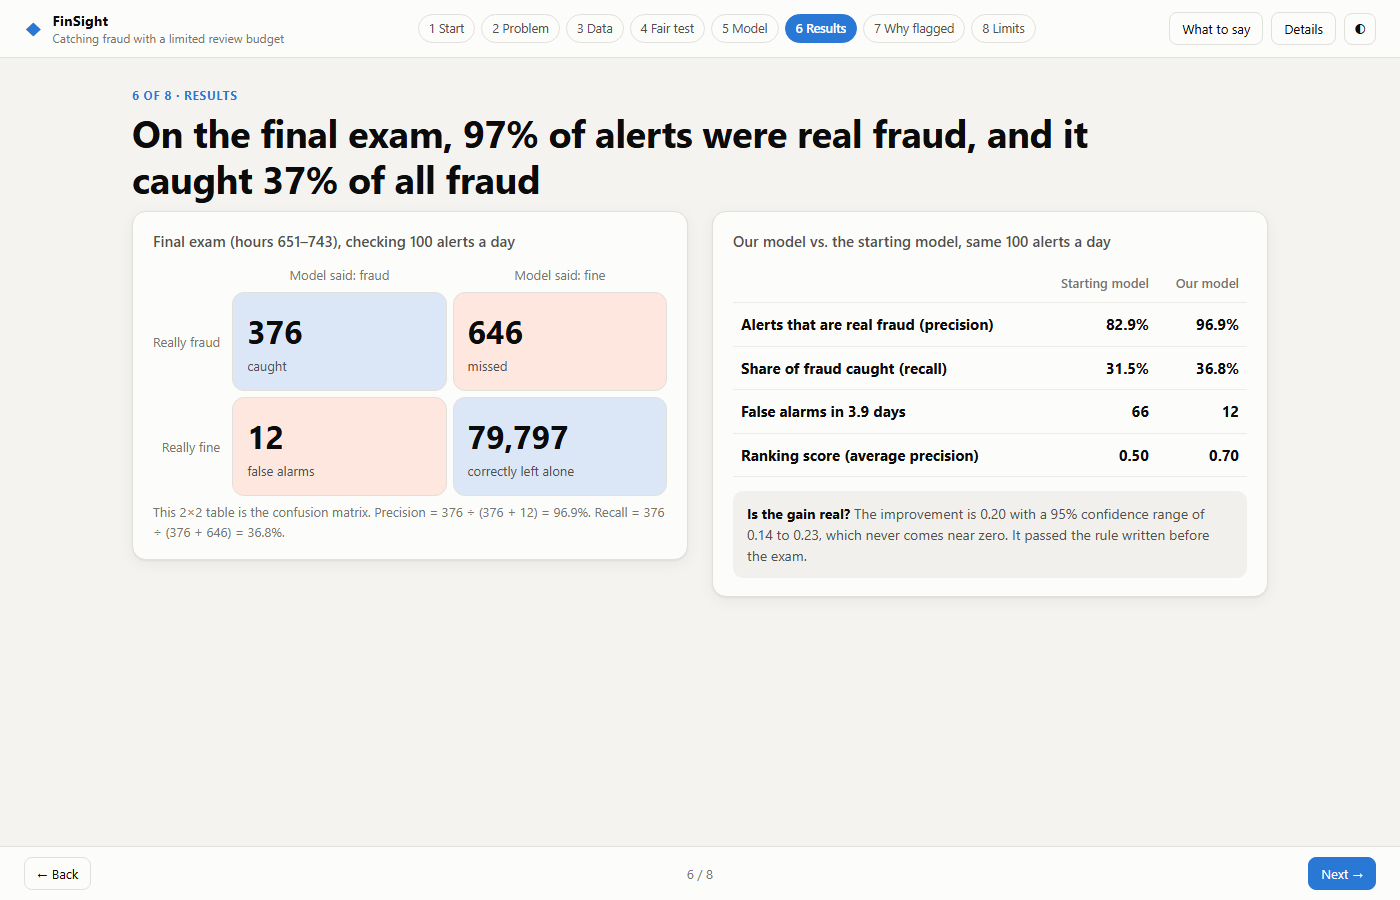 FinSight
Catching fraud with a limited review budget
1 Start
2 Problem
3 Data
4 Fair test
5 Model
6 Results
7 Why flagged
8 Limits
What to say
Details
6 OF 8 · RESULTS
On the final exam, 97% of alerts were real fraud, and it
caught 37% of all fraud
Final exam (hours 651–743), checking 100 alerts a day
Model said: fraud
Model said: fine
Really fraud
376
caught
646
missed
Really fine
12
false alarms
79,797
correctly left alone
This 2×2 table is the confusion matrix. Precision = 376 ÷ (376 + 12) = 96.9%. Recall = 376
÷ (376 + 646) = 36.8%.
Our model vs. the starting model, same 100 alerts a day
Starting model Our model
Alerts that are real fraud (precision) 82.9% 96.9%
Share of fraud caught (recall) 31.5% 36.8%
False alarms in 3.9 days 66 12
Ranking score (average precision) 0.50 0.70
Is the gain real? The improvement is 0.20 with a 95% confidence range of
0.14 to 0.23, which never comes near zero. It passed the rule written before
the exam.
← Back
6 / 8
Next →